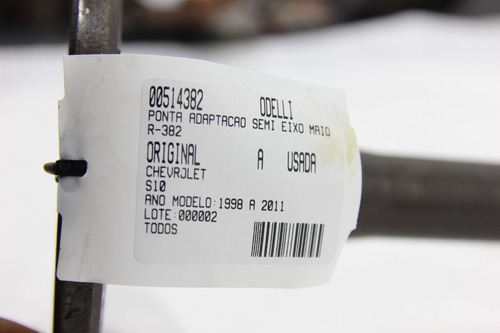 00514382 ODELLI
PONTA ADAPTACAO SEMI EIXO MAIO
R-382
ORIGINAL A USADA
CHEVROLET
S10
ANO MODELO:1998 A 2011
LOTE:000002
TODOS